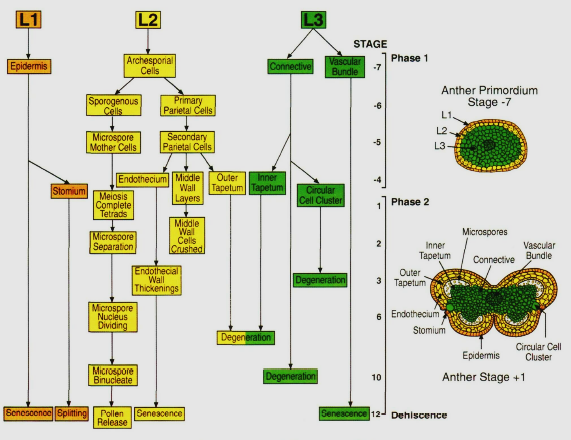 L1
L2
L3
STAGE
Phase 1
Epidermis
Archesporial
Cells
Connective
Vascular
Bundle
-7
Sporogenous
Cells
Primary
Parietal Cells
-6
Microspore
Mother Cells
Secondary
Parietal Cells
-5
Stomium
Endothecium
Middle
Wall
Layers
Outer
Tapetum
Inner
Tapetum
Circular
Cell Cluster
-4
Meiosis
Complete
Tetrads
1
Phase 2
Microspore
Separation
Middle
Wall
Cells
Crushed
2
Endothecial
Wall
Thickenings
Degeneration
3
Microspore
Nucleus
Dividing
Degeneration
6
Microspore
Binucleate
Degeneration
10
Senescence
Splitting
Pollen
Release
Senescence
Senescence
12
Dehiscence
Anther Primordium
Stage -7
L1
L2
L3
Microspores
Inner
Tapetum
Connective
Vascular
Bundle
Outer
Tapetum
Endothecium
Stomium
Epidermis
Circular Cell
Cluster
Anther Stage +1